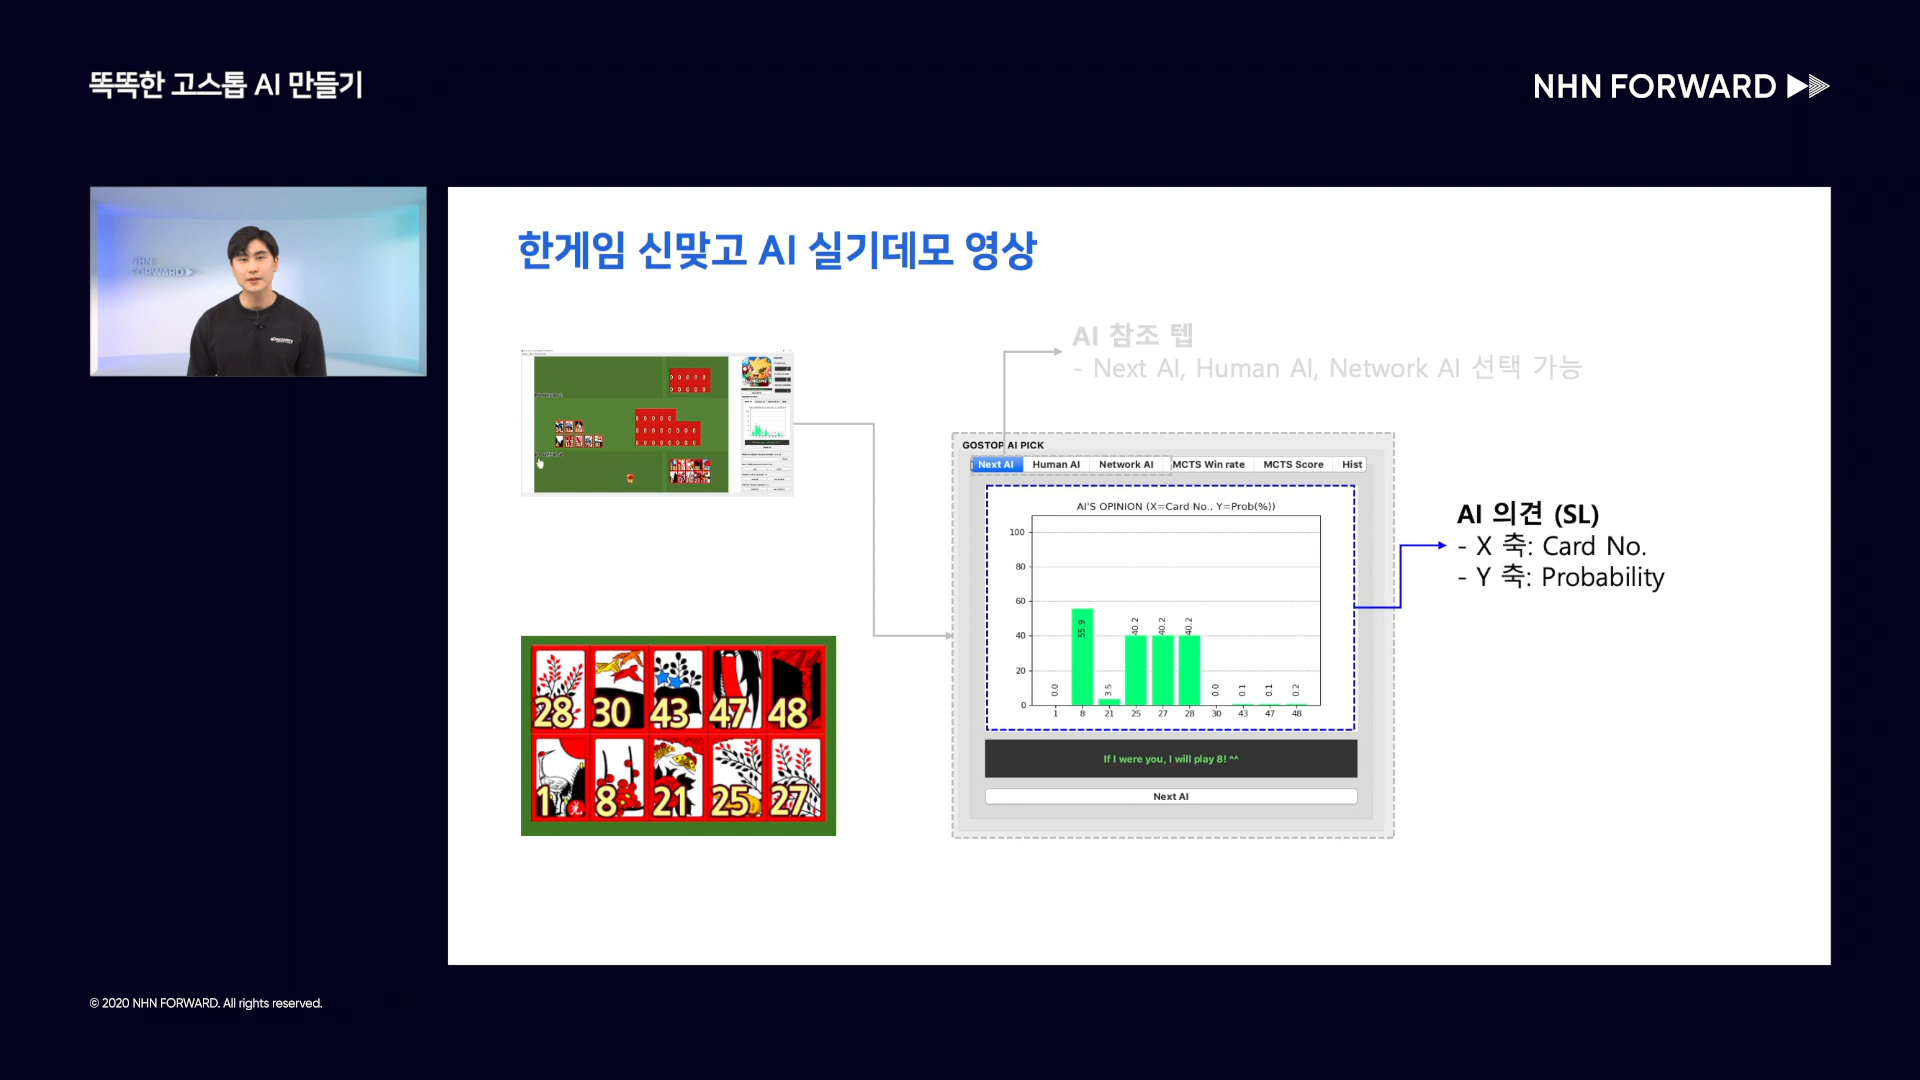 똑똑한 고스톱 AI 만들기
NHN FORWARD
NHN
FORWARD
한게임 신맞고 AI 실기데모 영상
AI 참조 텝
- Next AI, Human AI, Network AI 선택 가능
GOSTOP AI PICK
Next AI Human AI Network AI MCTS Win rate MCTS Score Hist
AI'S OPINION (X=Card No., Y=Prob(%))
100
80
60
40
20
0
0.0 55.9 3.5 40.2 40.2 40.2 0.0 0.1 0.1 0.2
1 8 21 25 27 28 30 43 47 48
If I were you, I will play 8! ^^
Next AI
AI 의견 (SL)
- X 축: Card No.
- Y 축: Probability
28 30 43 47 48
1 8 21 25 27
光
© 2020 NHN FORWARD. All rights reserved.